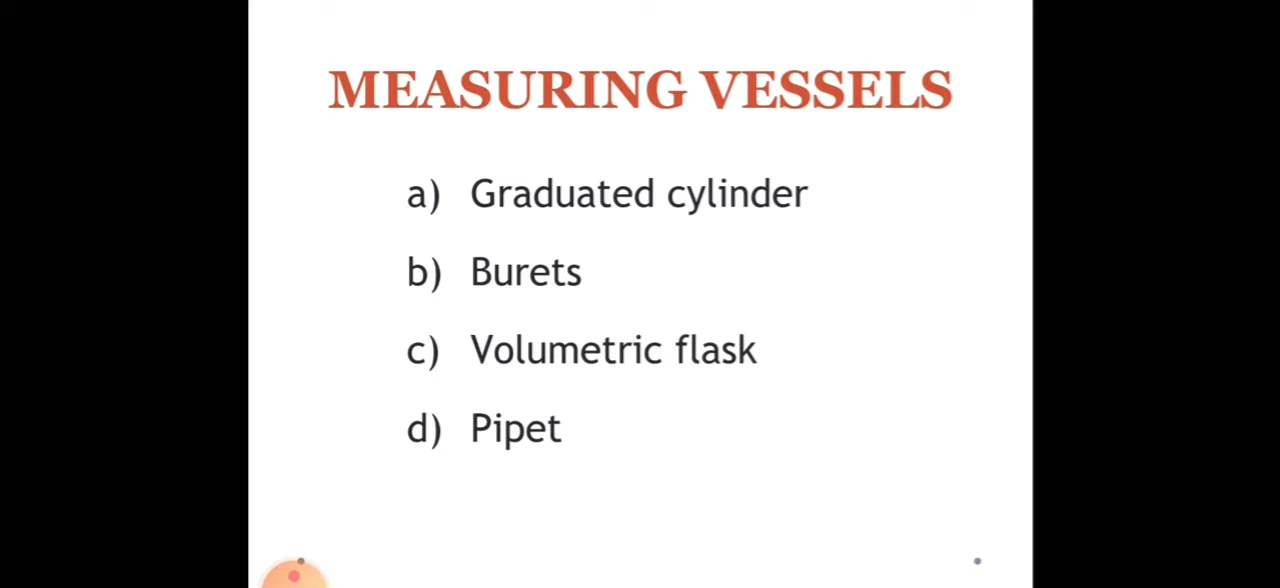 MEASURING VESSELS
a) Graduated cylinder
b) Burets
c) Volumetric flask
d) Pipet